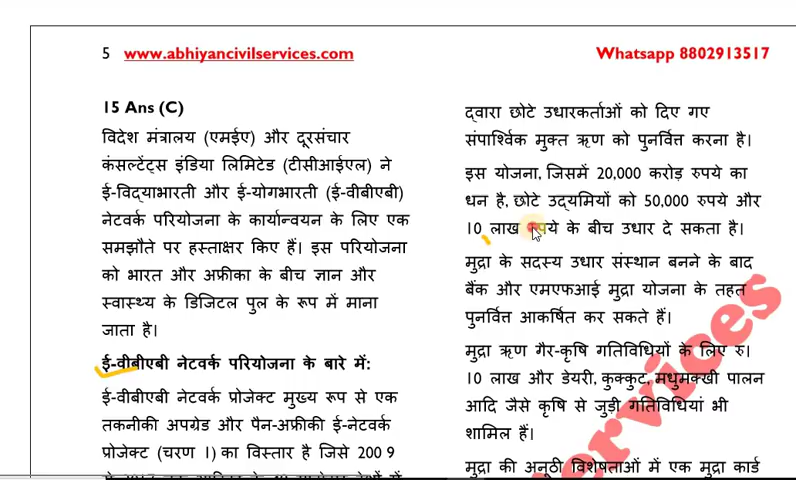 5 www.abhiyancivilservices.com
Whatsapp 8802913517
15 Ans (C)
विदेश मंत्रालय (एमईए) और दूरसंचार
कंसल्टेंट्स इंडिया लिमिटेड (टीसीआईएल) ने
ई-विद्याभारती और ई-योगभारती (ई-वीबीएबी)
नेटवर्क परियोजना के कार्यान्वयन के लिए एक
समझौते पर हस्ताक्षर किए हैं। इस परियोजना
को भारत और अफ्रीका के बीच ज्ञान और
स्वास्थ्य के डिजिटल पुल के रूप में माना
जाता है।
ई-वीबीएबी नेटवर्क परियोजना के बारे में:
ई-वीबीएबी नेटवर्क प्रोजेक्ट मुख्य रूप से एक
तकनीकी अपग्रेड और पैन-अफ्रीकी ई-नेटवर्क
प्रोजेक्ट (चरण 1) का विस्तार है जिसे 200 9
द्वारा छोटे उधारकर्ताओं को दिए गए
संपार्श्विक मुक्त ऋण को पुनर्वित्त करना है।
इस योजना, जिसमें 20,000 करोड़ रुपये का
धन है, छोटे उद्यमियों को 50,000 रुपये और
10 लाख रुपये के बीच उधार दे सकता है।
मुद्रा के सदस्य उधार संस्थान बनने के बाद
बैंक और एमएफआई मुद्रा योजना के तहत
पुनर्वित्त आकर्षित कर सकते हैं।
मुद्रा ऋण गैर-कृषि गतिविधियों के लिए रु।
10 लाख और डेयरी, कुक्कुट, मधुमक्खी पालन
आदि जैसे कृषि से जुड़ी गतिविधियां भी
शामिल हैं।
मुद्रा की अनूठी विशेषताओं में एक मुद्रा कार्ड
services